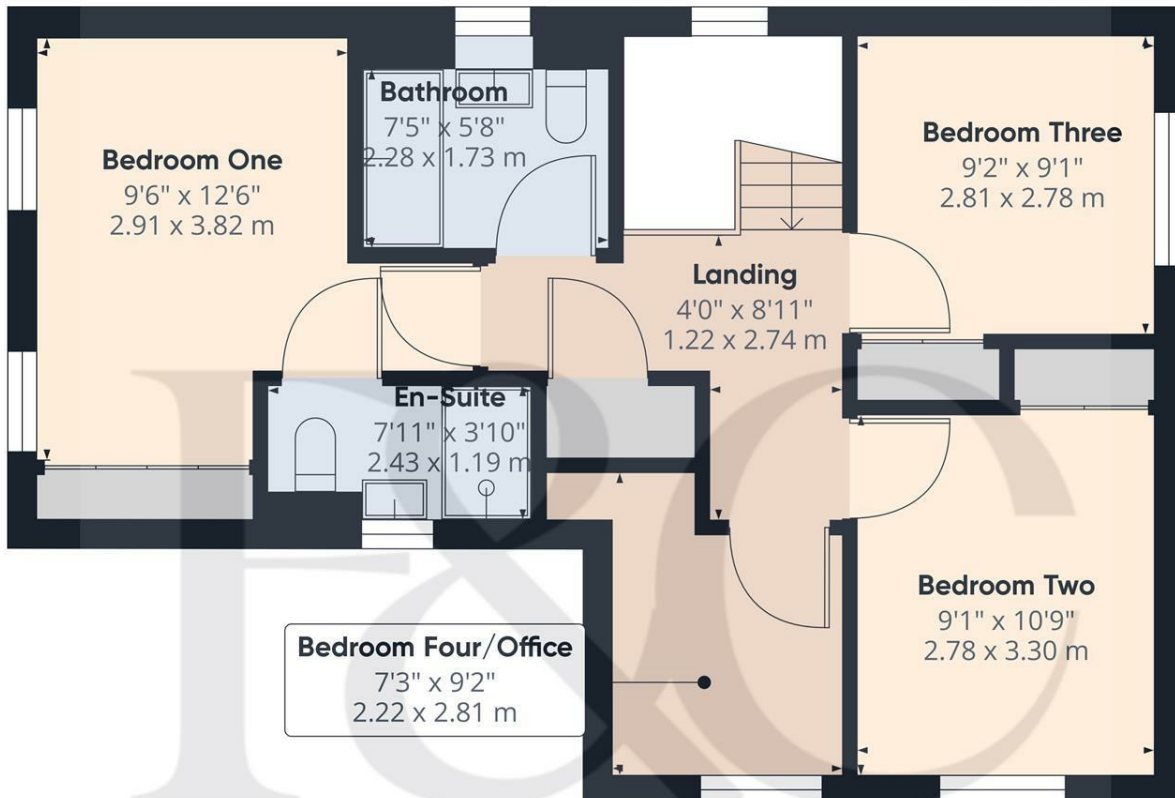 Bedroom One
9'6" x 12'6"
2.91 x 3.82 m
Bathroom
7'5" x 5'8"
2.28 x 1.73 m
Bedroom Three
9'2" x 9'1"
2.81 x 2.78 m
Landing
4'0" x 8'11"
1.22 x 2.74 m
En-Suite
7'11" x 3'10"
2.43 x 1.19 m
Bedroom Two
9'1" x 10'9"
2.78 x 3.30 m
Bedroom Four/Office
7'3" x 9'2"
2.22 x 2.81 m
F&C